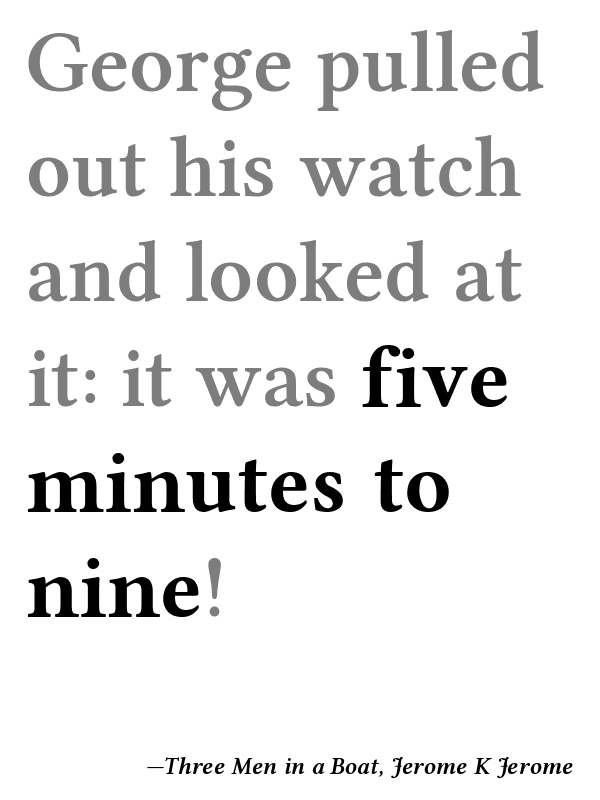 George pulled
out his watch
and looked at
it: it was five
minutes to
nine!
—Three Men in a Boat, Jerome K Jerome